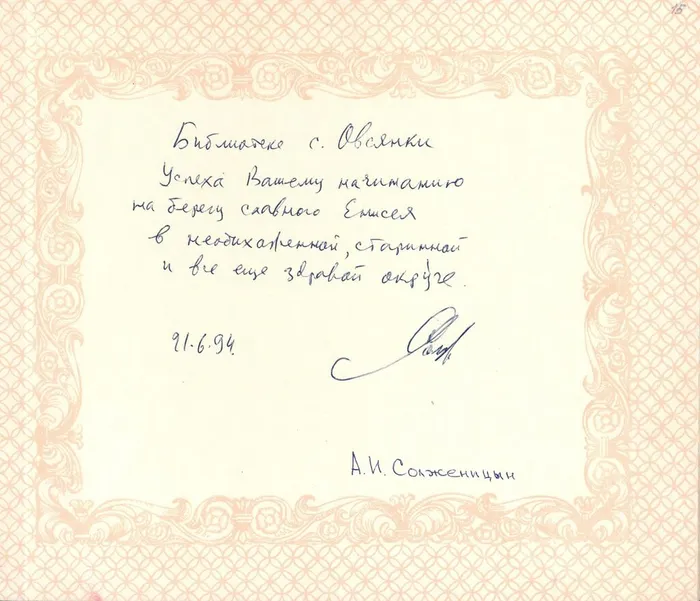 15
Библиотеке с. Овсянки
Успеха Вашему начинанию
на берегу славного Енисея
в необихоженной, старинной
и все еще здравой округе.
21.6.94.
А.И. Солженицын